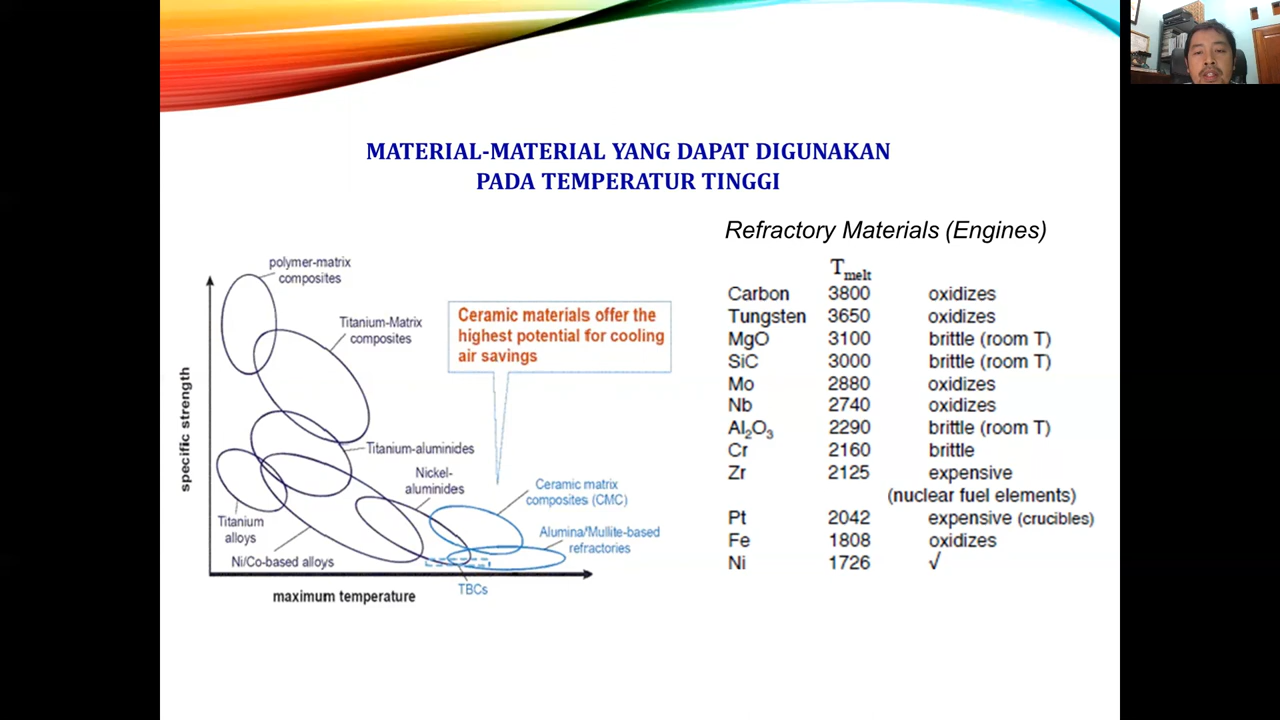 MATERIAL-MATERIAL YANG DAPAT DIGUNAKAN
PADA TEMPERATUR TINGGI
Refractory Materials (Engines)
polymer-matrix
composites
Titanium-Matrix
composites
Ceramic materials offer the
highest potential for cooling
air savings
specific strength
Titanium-aluminides
Nickel-
aluminides
Ceramic matrix
composites (CMC)
Titanium
alloys
Alumina/Mullite-based
refractories
Ni/Co-based alloys
TBCs
maximum temperature
Tmelt
Carbon 3800 oxidizes
Tungsten 3650 oxidizes
MgO 3100 brittle (room T)
SiC 3000 brittle (room T)
Mo 2880 oxidizes
Nb 2740 oxidizes
Al2O3 2290 brittle (room T)
Cr 2160 brittle
Zr 2125 expensive
(nuclear fuel elements)
Pt 2042 expensive (crucibles)
Fe 1808 oxidizes
Ni 1726 √